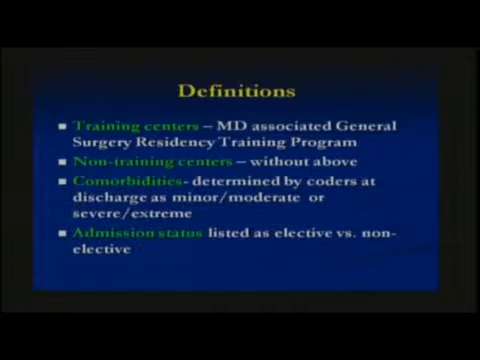 Definitions
Training centers – MD associated General
Surgery Residency Training Program
Non-training centers – without above
Comorbidities- determined by coders at
discharge as minor/moderate or
severe/extreme
Admission status listed as elective vs. non-
elective